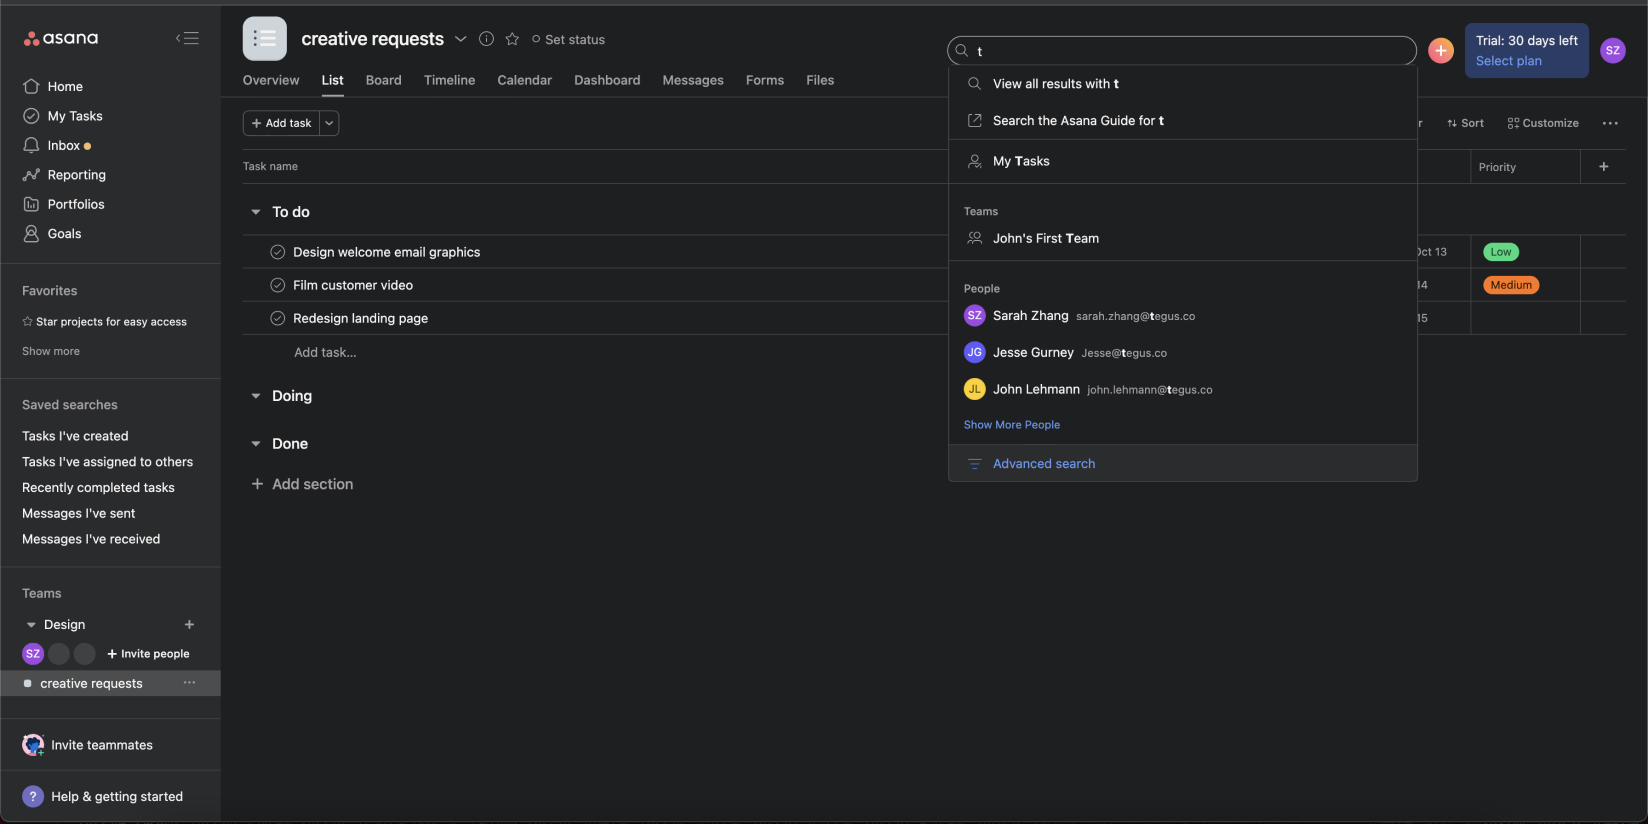 asana
Home
My Tasks
Inbox
Reporting
Portfolios
Goals
Favorites
Star projects for easy access
Show more
Saved searches
Tasks I've created
Tasks I've assigned to others
Recently completed tasks
Messages I've sent
Messages I've received
Teams
Design
SZ
+ Invite people
creative requests
Invite teammates
? Help & getting started
creative requests
Set status
Overview List Board Timeline Calendar Dashboard Messages Forms Files
+ Add task
Task name
To do
Design welcome email graphics
Film customer video
Redesign landing page
Add task...
Doing
Done
+ Add section
t
View all results with t
Search the Asana Guide for t
My Tasks
Teams
John's First Team
People
SZ Sarah Zhang sarah.zhang@tegus.co
JG Jesse Gurney Jesse@tegus.co
JL John Lehmann john.lehmann@tegus.co
Show More People
Advanced search
Trial: 30 days left
Select plan
SZ
r Sort Customize
Priority
Oct 13 Low
14 Medium
15